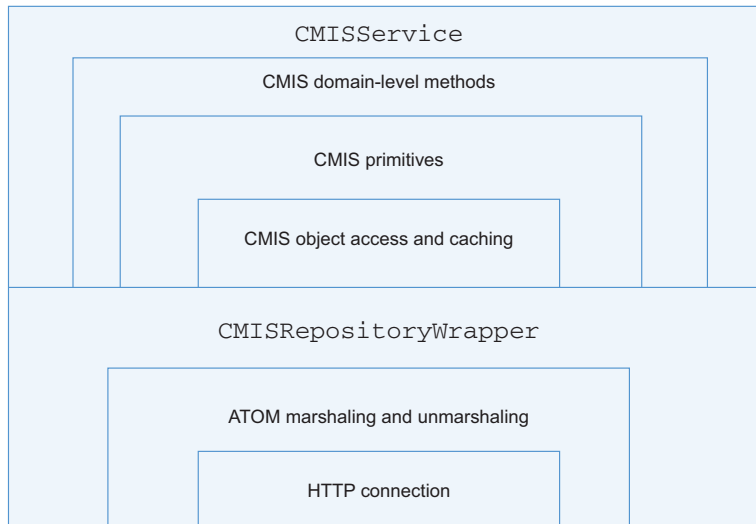 CMISService
CMIS domain-level methods
CMIS primitives
CMIS object access and caching
CMISRepositoryWrapper
ATOM marshaling and unmarshaling
HTTP connection